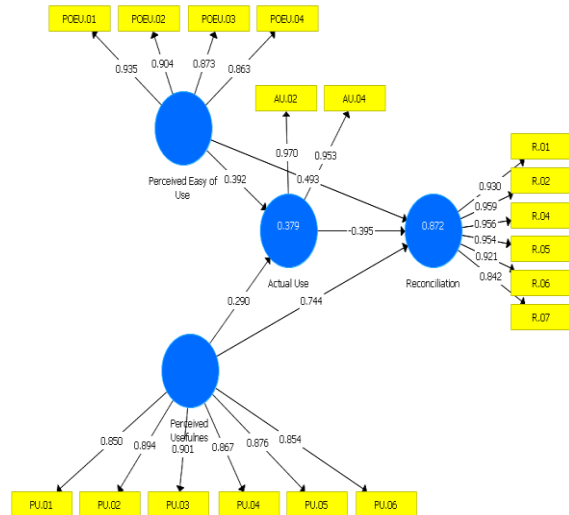 POEU.01 POEU.02 POEU.03 POEU.04
0.935 0.904 0.873 0.863
AU.02 AU.04
0.970 0.953
Perceived Easy of
Use
0.392 0.493
R.01
R.02
R.04
R.05
R.06
R.07
0.930
0.959
0.956
0.954
0.921
0.842
0.379 -0.395 0.872
Actual Use Reconciliation
0.290 0.744
Perceived
Usefulnes
0.850 0.894 0.901 0.867 0.876 0.854
PU.01 PU.02 PU.03 PU.04 PU.05 PU.06